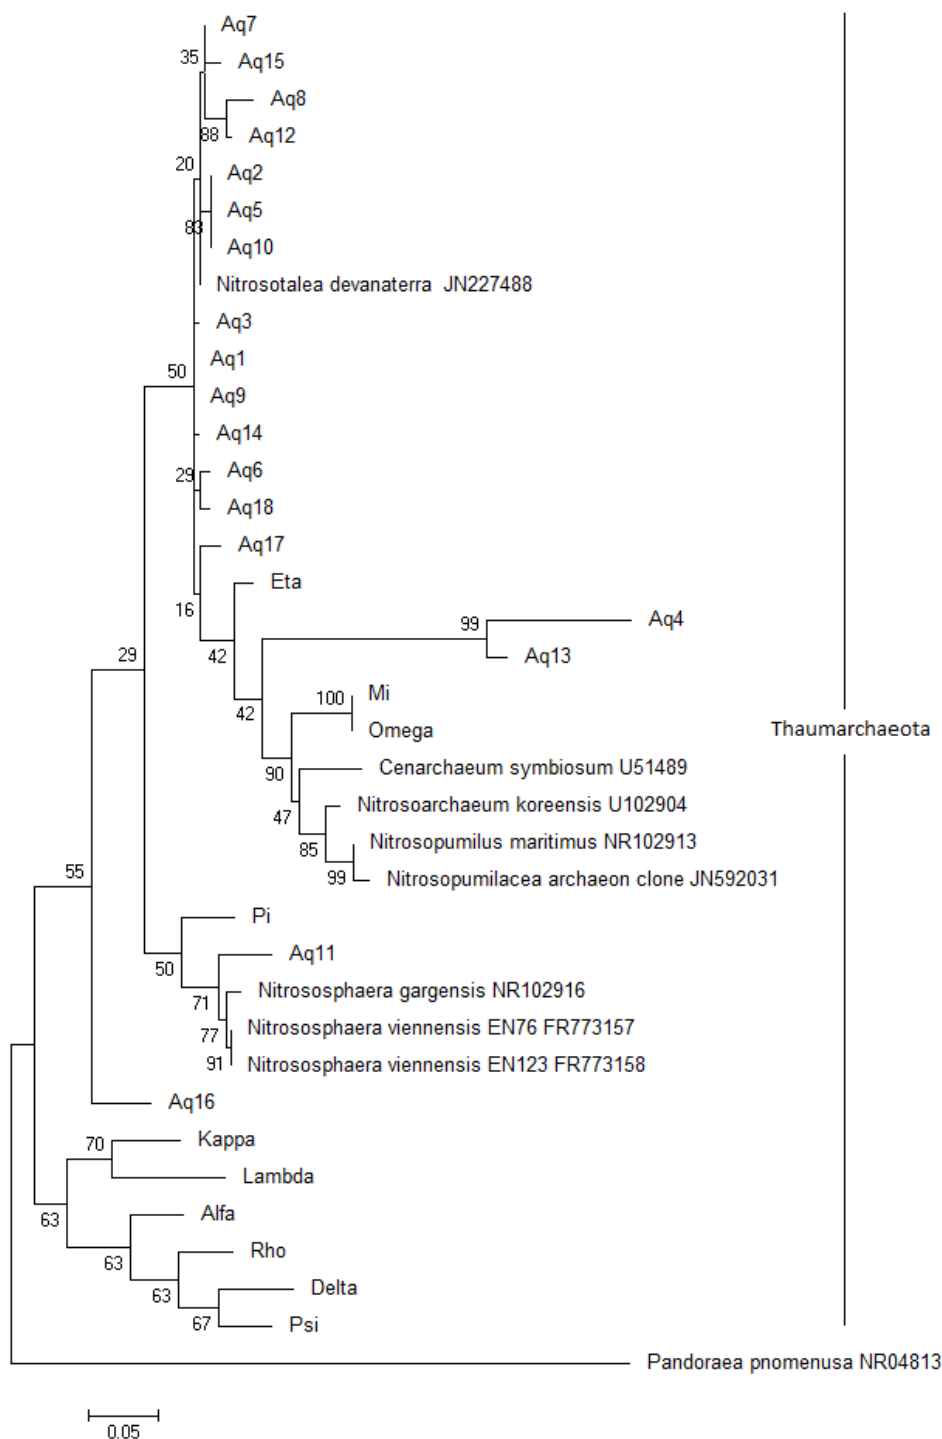 Aq7
35
Aq15
Aq8
88
Aq12
20
Aq2
Aq5
83
Aq10
Nitrosotalea devanaterra JN227488
Aq3
Aq1
50
Aq9
Aq14
29
Aq6
Aq18
Aq17
Eta
16
99
Aq4
29
42
Aq13
100
Mi
42
Omega
Thaumarchaeota
90
Cenarchaeum symbiosum U51489
Nitrosoarchaeum koreensis U102904
47
85
Nitrosopumilus maritimus NR102913
55
99
Nitrosopumilacea archaeon clone JN592031
Pi
50
Aq11
71
Nitrososphaera gargensis NR102916
77
Nitrososphaera viennensis EN76 FR773157
91
Nitrososphaera viennensis EN123 FR773158
Aq16
70
Kappa
Lambda
63
Alfa
63
Rho
63
Delta
67
Psi
Pandoraea pnomenusa NR04813
0.05